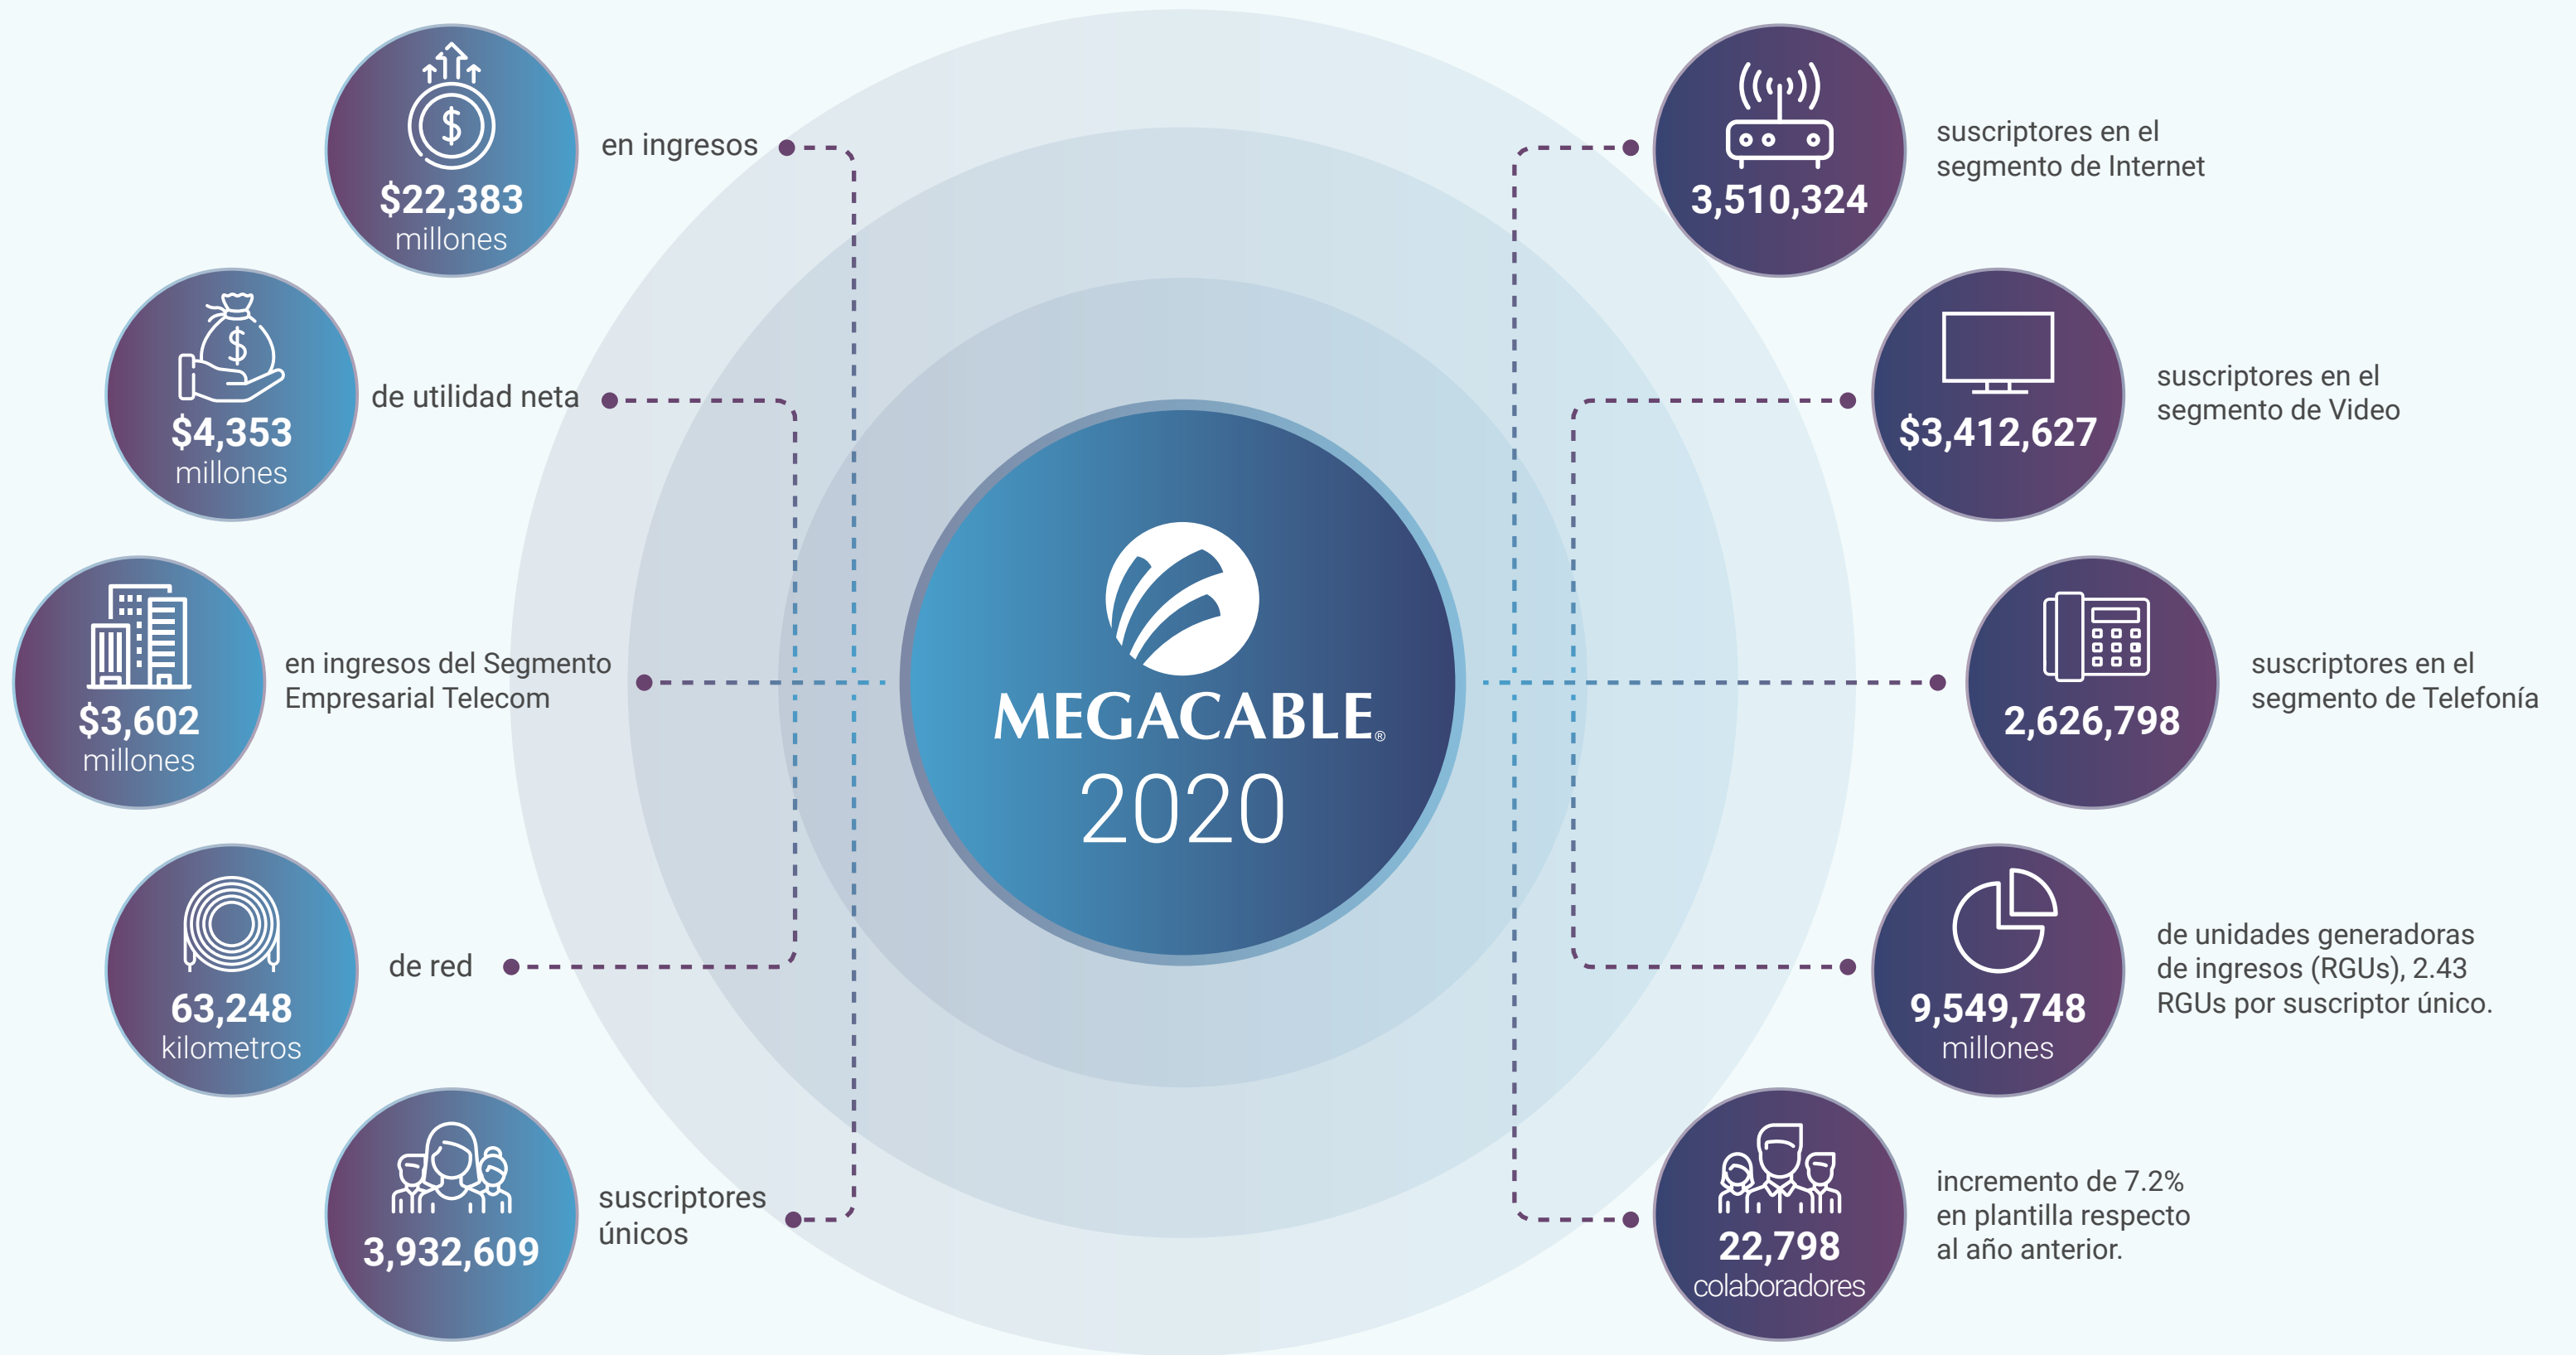 $22,383
millones
en ingresos
$4,353
millones
de utilidad neta
$3,602
millones
en ingresos del Segmento
Empresarial Telecom
63,248
kilometros
de red
3,932,609
suscriptores
únicos
MEGACABLE®
2020
3,510,324
suscriptores en el
segmento de Internet
$3,412,627
suscriptores en el
segmento de Video
2,626,798
suscriptores en el
segmento de Telefonía
9,549,748
millones
de unidades generadoras
de ingresos (RGUs), 2.43
RGUs por suscriptor único.
22,798
colaboradores
incremento de 7.2%
en plantilla respecto
al año anterior.